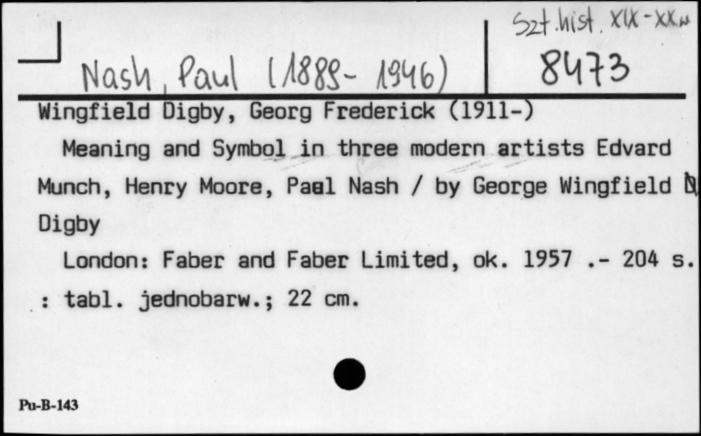 Szt. hist. XIX-XX w
Nash, Paul (1889-1946)
8473
Wingfield Digby, Georg Frederick (1911-)
Meaning and Symbol in three modern artists Edvard
Munch, Henry Moore, Paul Nash / by George Wingfield
Digby
London: Faber and Faber Limited, ok. 1957 .- 204 s.
: tabl. jednobarw.; 22 cm.
Pu-B-143